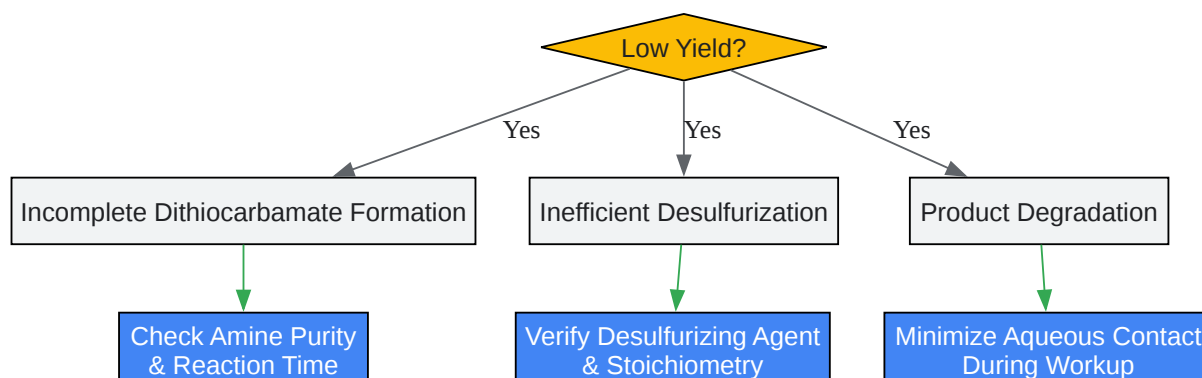 Low Yield?
Yes
Yes
Yes
Incomplete Dithiocarbamate Formation
Inefficient Desulfurization
Product Degradation
Check Amine Purity
& Reaction Time
Verify Desulfurizing Agent
& Stoichiometry
Minimize Aqueous Contact
During Workup